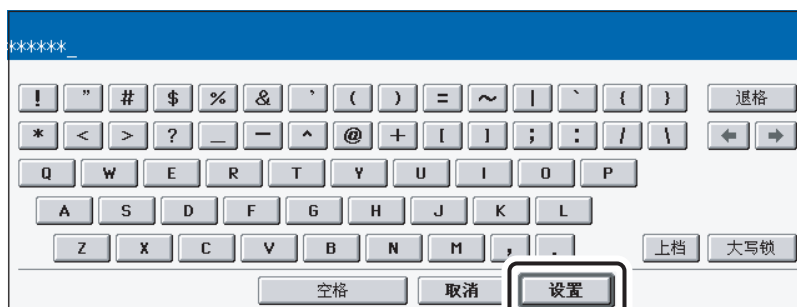 ******_
! " # $ % & ' ( ) = ~ | ` { } 退格
* < > ? _ - ^ @ + [ ] ; : / \ ← →
Q W E R T Y U I O P
A S D F G H J K L
Z X C V B N M , . 上档 大写锁
空格 取消 设置